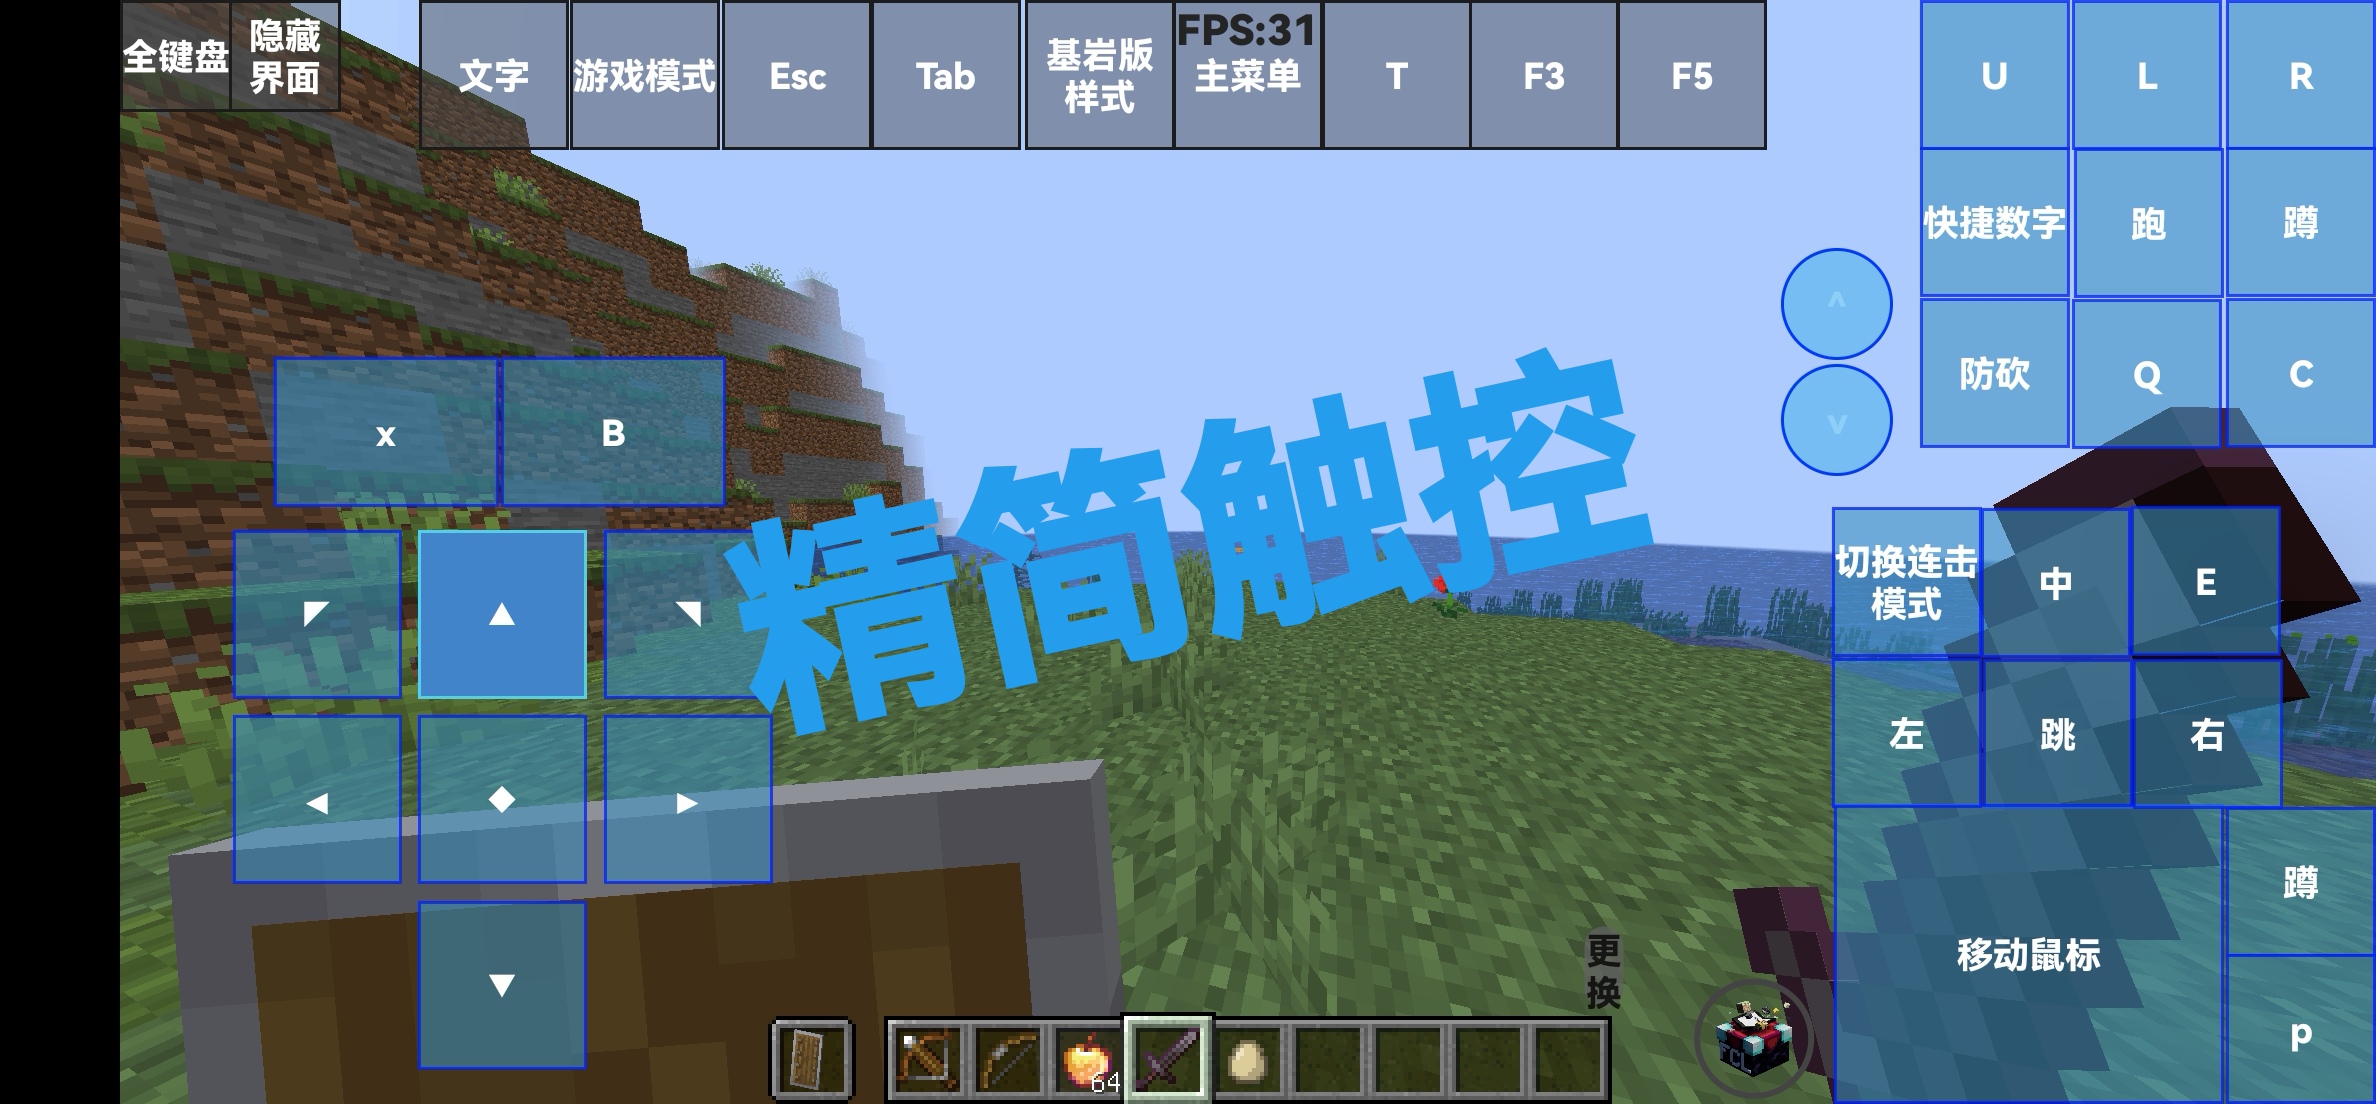 全键盘
隐藏
界面
文字
游戏模式
Esc
Tab
基岩版
样式
FPS:31
主菜单
T
F3
F5
U
L
R
快捷数字
跑
蹲
^
v
防砍
Q
C
x
B
精简触控
切换连击
模式
中
E
左
跳
右
移动鼠标
蹲
p
更
换
64
FCL